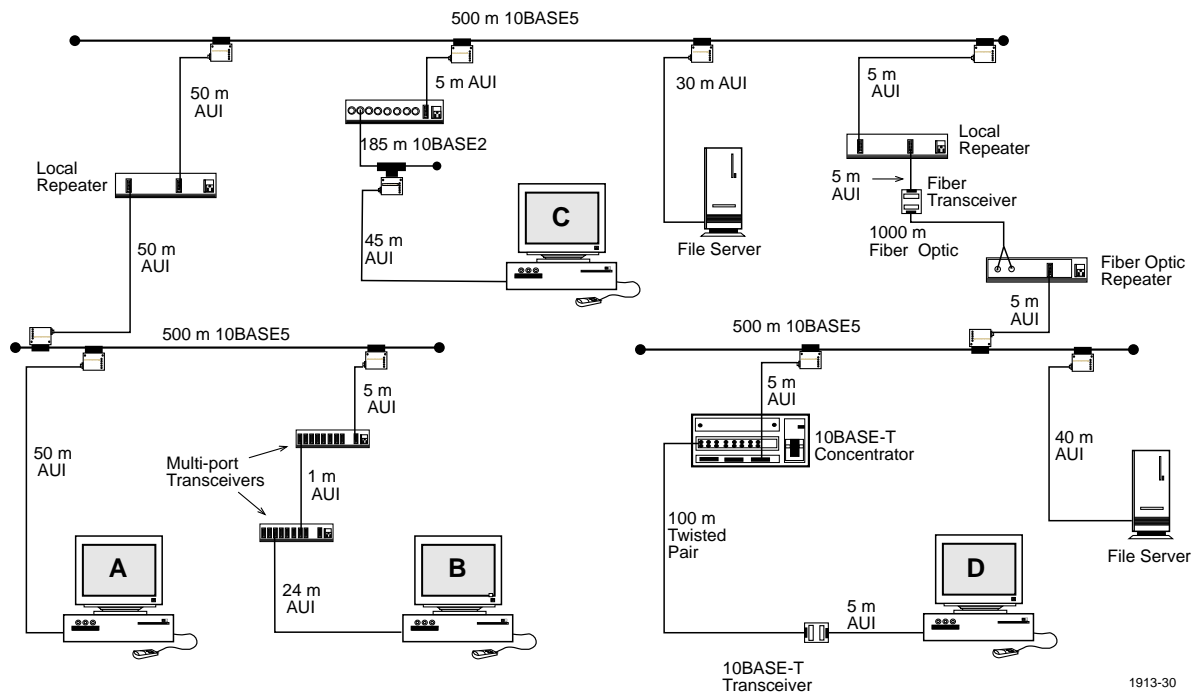 500 m 10BASE5
50 m
AUI
5 m AUI
30 m AUI
5 m
AUI
185 m 10BASE2
Local
Repeater
Local
Repeater
5 m
AUI
Fiber
Transceiver
C
45 m
AUI
File Server
1000 m
Fiber Optic
50 m
AUI
Fiber Optic
Repeater
5 m
AUI
500 m 10BASE5
500 m 10BASE5
5 m
AUI
5 m
AUI
50 m
AUI
Multi-port
Transceivers
1 m
AUI
10BASE-T
Concentrator
40 m
AUI
100 m
Twisted
Pair
File Server
A
B
D
24 m
AUI
5 m
AUI
10BASE-T
Transceiver
1913-30